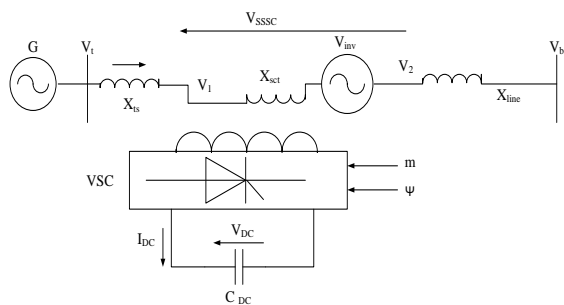 V_SSSC
G
V_t
V_inv
V_b
V_1
X_sct
V_2
X_ts
X_line
VSC
m
Ψ
I_DC
V_DC
C_DC